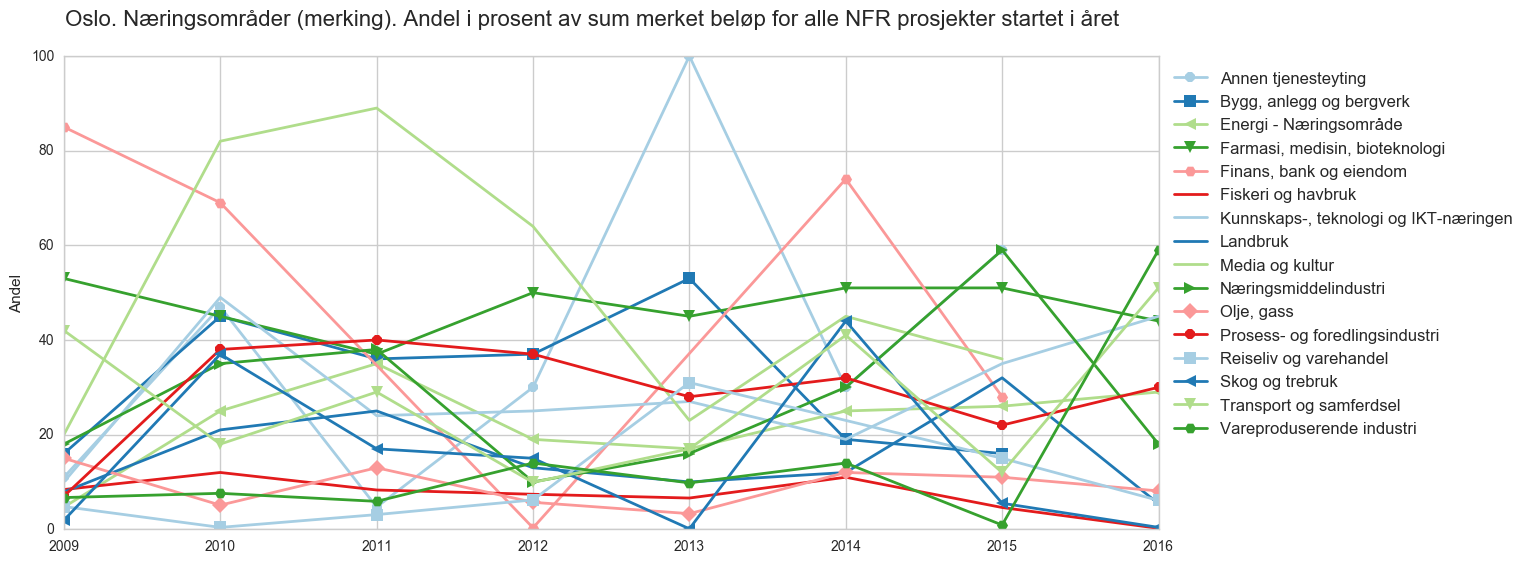 Oslo. Næringsområder (merking). Andel i prosent av sum merket beløp for alle NFR prosjekter startet i året
100
80
60
40
20
0
Andel
2009
2010
2011
2012
2013
2014
2015
2016
Annen tjenesteyting
Bygg, anlegg og bergverk
Energi - Næringsområde
Farmasi, medisin, bioteknologi
Finans, bank og eiendom
Fiskeri og havbruk
Kunnskaps-, teknologi og IKT-næringen
Landbruk
Media og kultur
Næringsmiddelindustri
Olje, gass
Prosess- og foredlingsindustri
Reiseliv og varehandel
Skog og trebruk
Transport og samferdsel
Vareproduserende industri